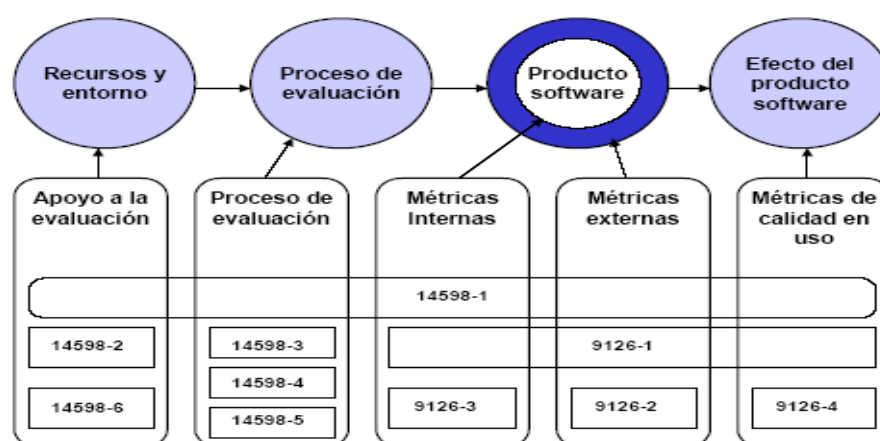 Recursos y
entorno
Proceso de
evaluación
Producto
software
Efecto del
producto
software
Apoyo a la
evaluación
Proceso de
evaluación
Métricas
Internas
Métricas
externas
Métricas de
calidad en
uso
14598-1
14598-2
14598-3
9126-1
14598-4
14598-6
14598-5
9126-3
9126-2
9126-4